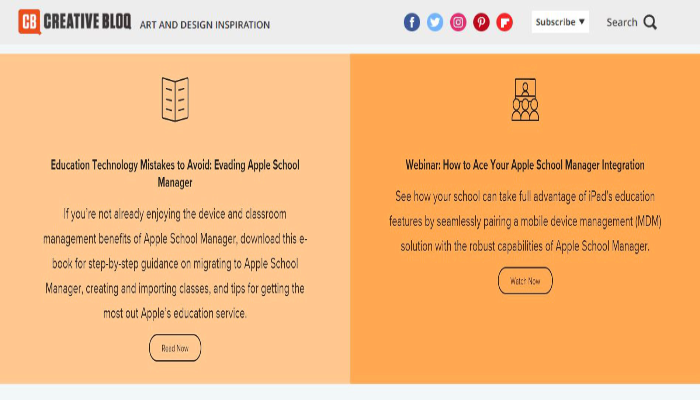 CB CREATIVE BLOQ ART AND DESIGN INSPIRATION
Subscribe ▼ Search
Education Technology Mistakes to Avoid: Evading Apple School
Manager
If you're not already enjoying the device and classroom
management benefits of Apple School Manager, download this e-
book for step-by-step guidance on migrating to Apple School
Manager, creating and importing classes, and tips for getting the
most out Apple's education service.
Read Now
Webinar: How to Ace Your Apple School Manager Integration
See how your school can take full advantage of iPad's education
features by seamlessly pairing a mobile device management (MDM)
solution with the robust capabilities of Apple School Manager.
Watch Now